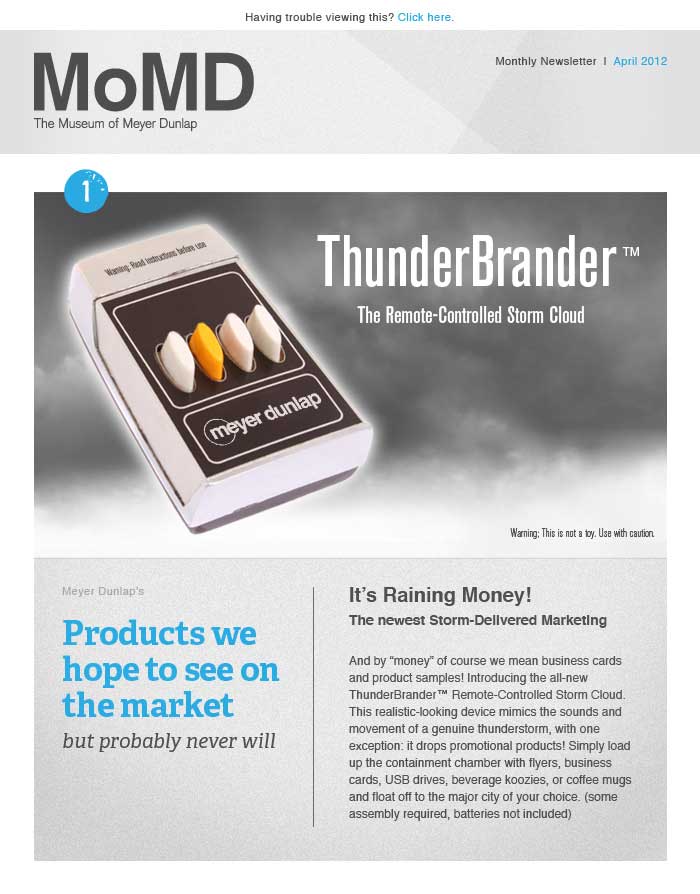 Having trouble viewing this? Click here.
MoMD
The Museum of Meyer Dunlap
Monthly Newsletter | April 2012
1
ThunderBrander™
The Remote-Controlled Storm Cloud
Warning: Read instructions before use
meyer dunlap
Warning; This is not a toy. Use with caution.
Meyer Dunlap's
Products we
hope to see on
the market
but probably never will
It’s Raining Money!
The newest Storm-Delivered Marketing
And by “money” of course we mean business cards
and product samples! Introducing the all-new
ThunderBrander™ Remote-Controlled Storm Cloud.
This realistic-looking device mimics the sounds and
movement of a genuine thunderstorm, with one
exception: it drops promotional products! Simply load
up the containment chamber with flyers, business
cards, USB drives, beverage koozies, or coffee mugs
and float off to the major city of your choice. (some
assembly required, batteries not included)